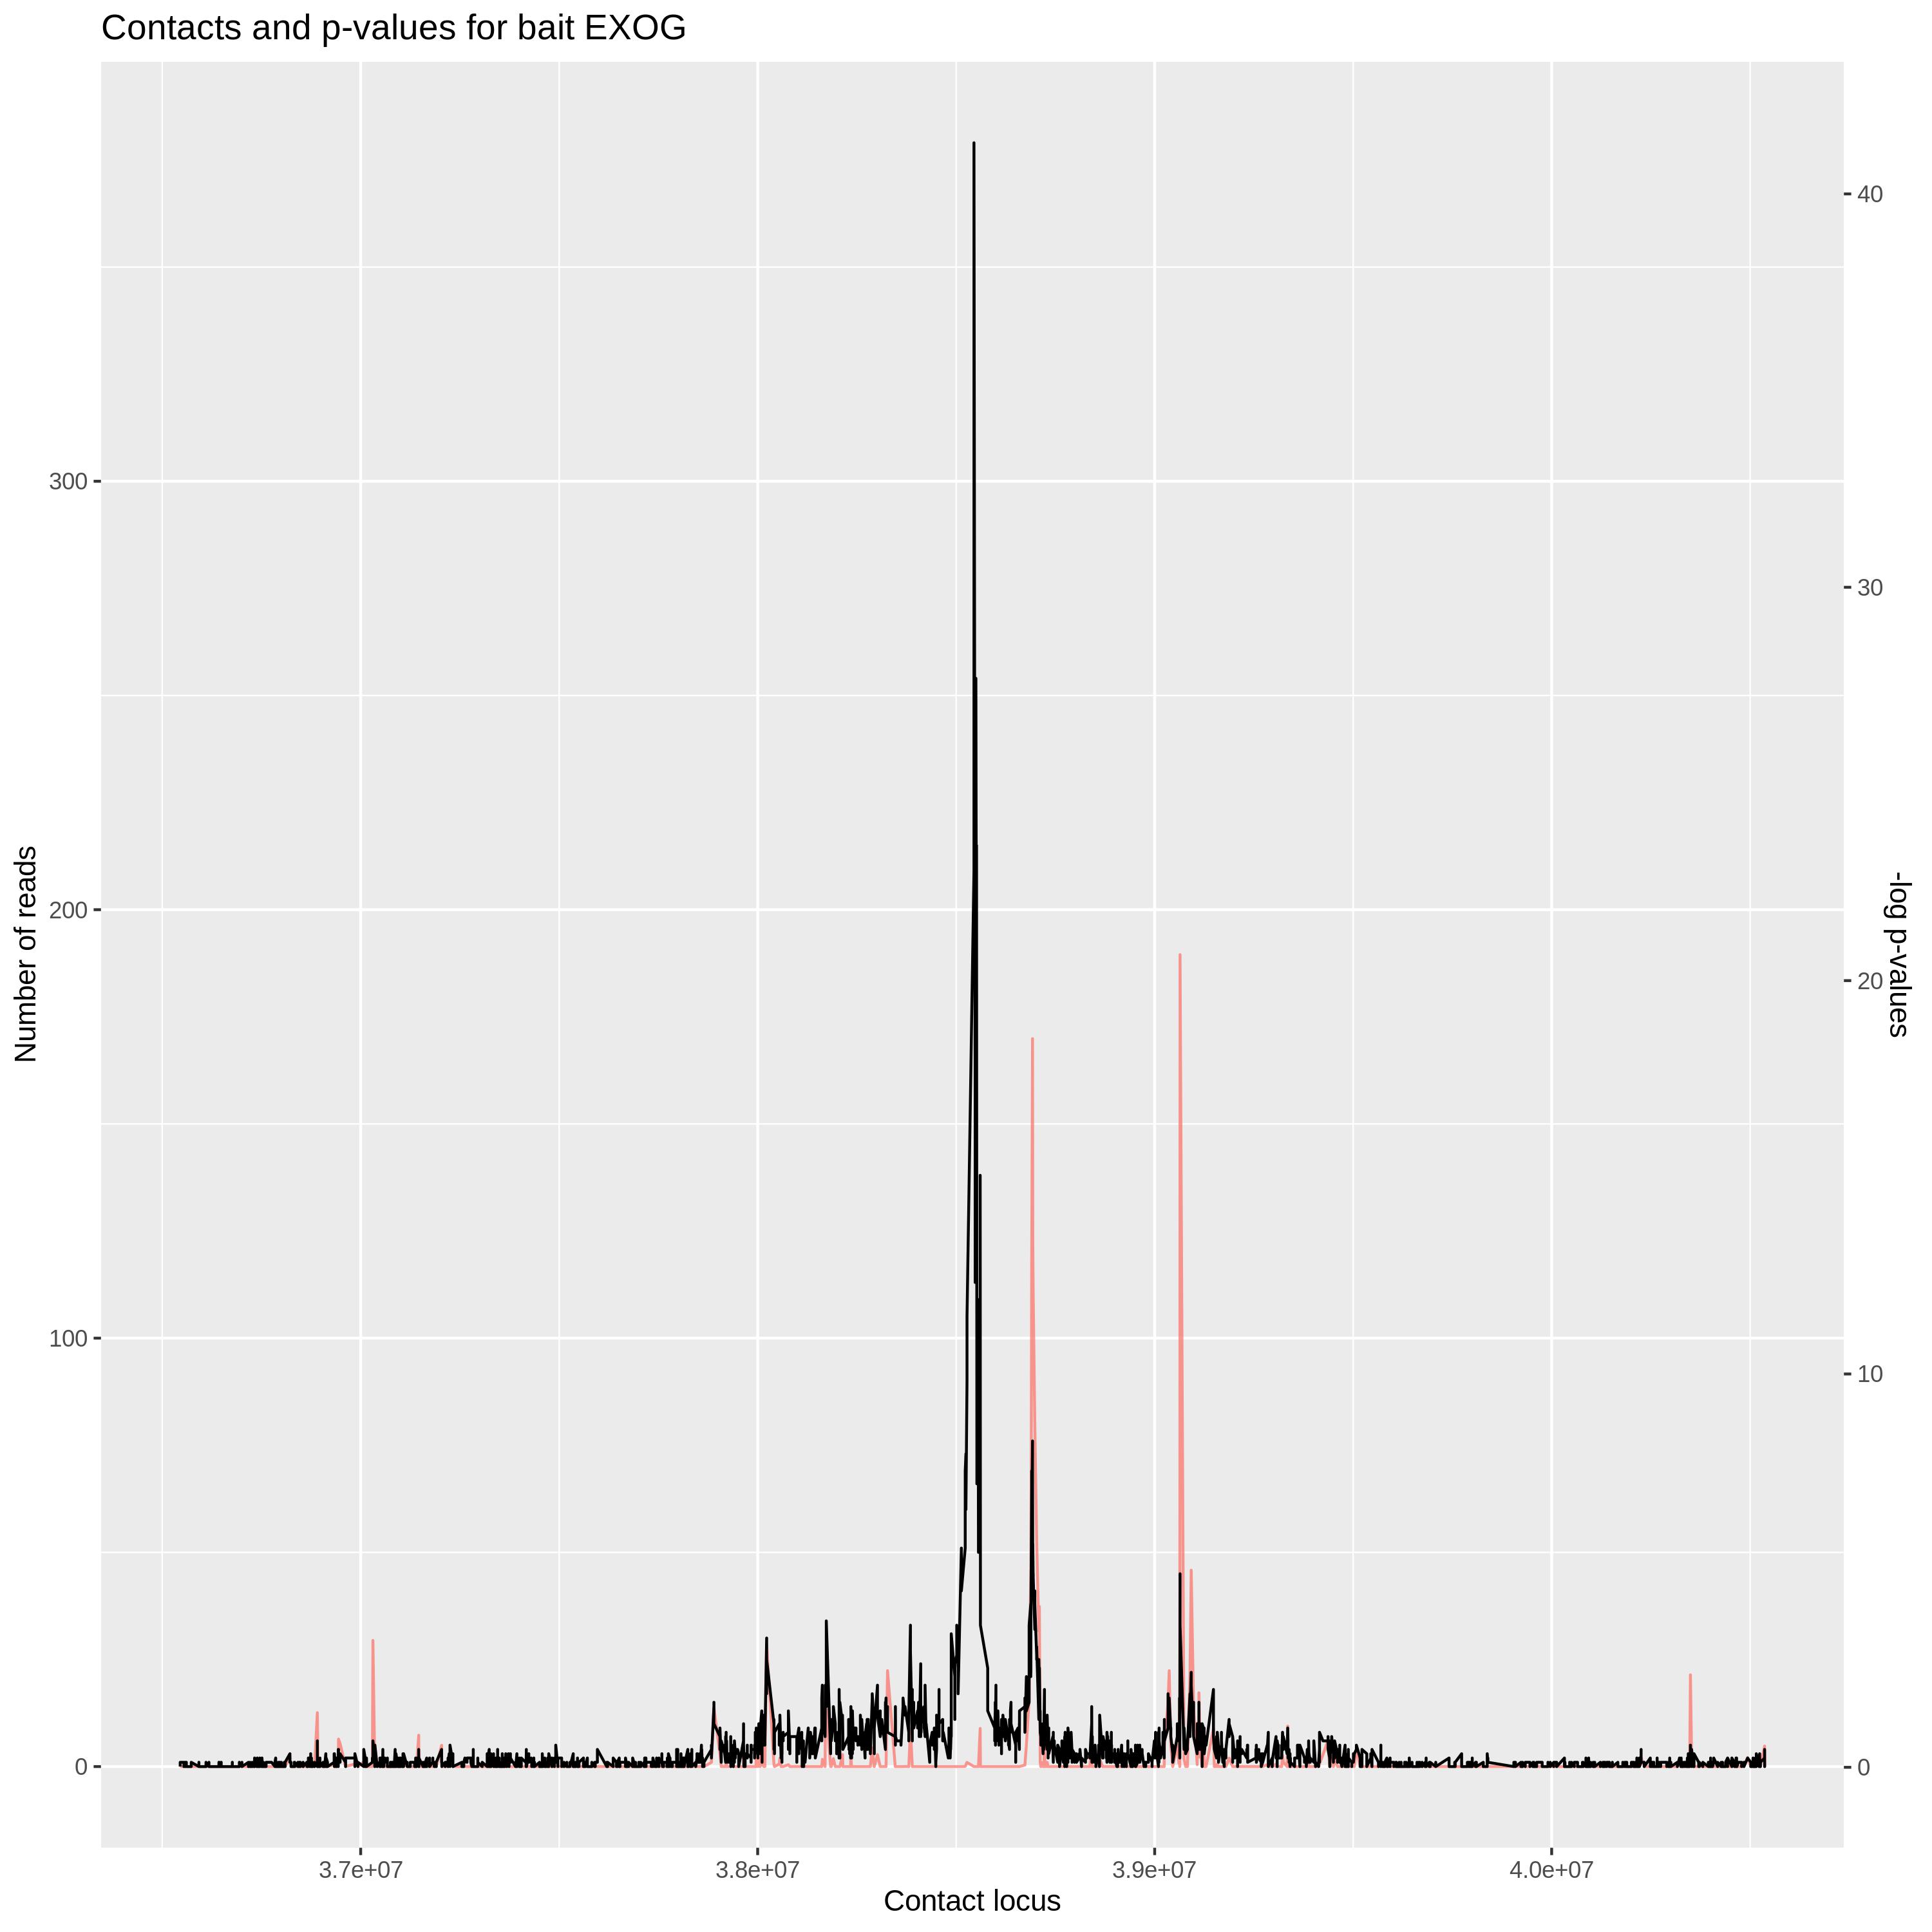 Contacts and p-values for bait EXOG
Number of reads
300
200
100
0
40
30
20
10
0
-log p-values
3.7e+07
3.8e+07
3.9e+07
4.0e+07
Contact locus